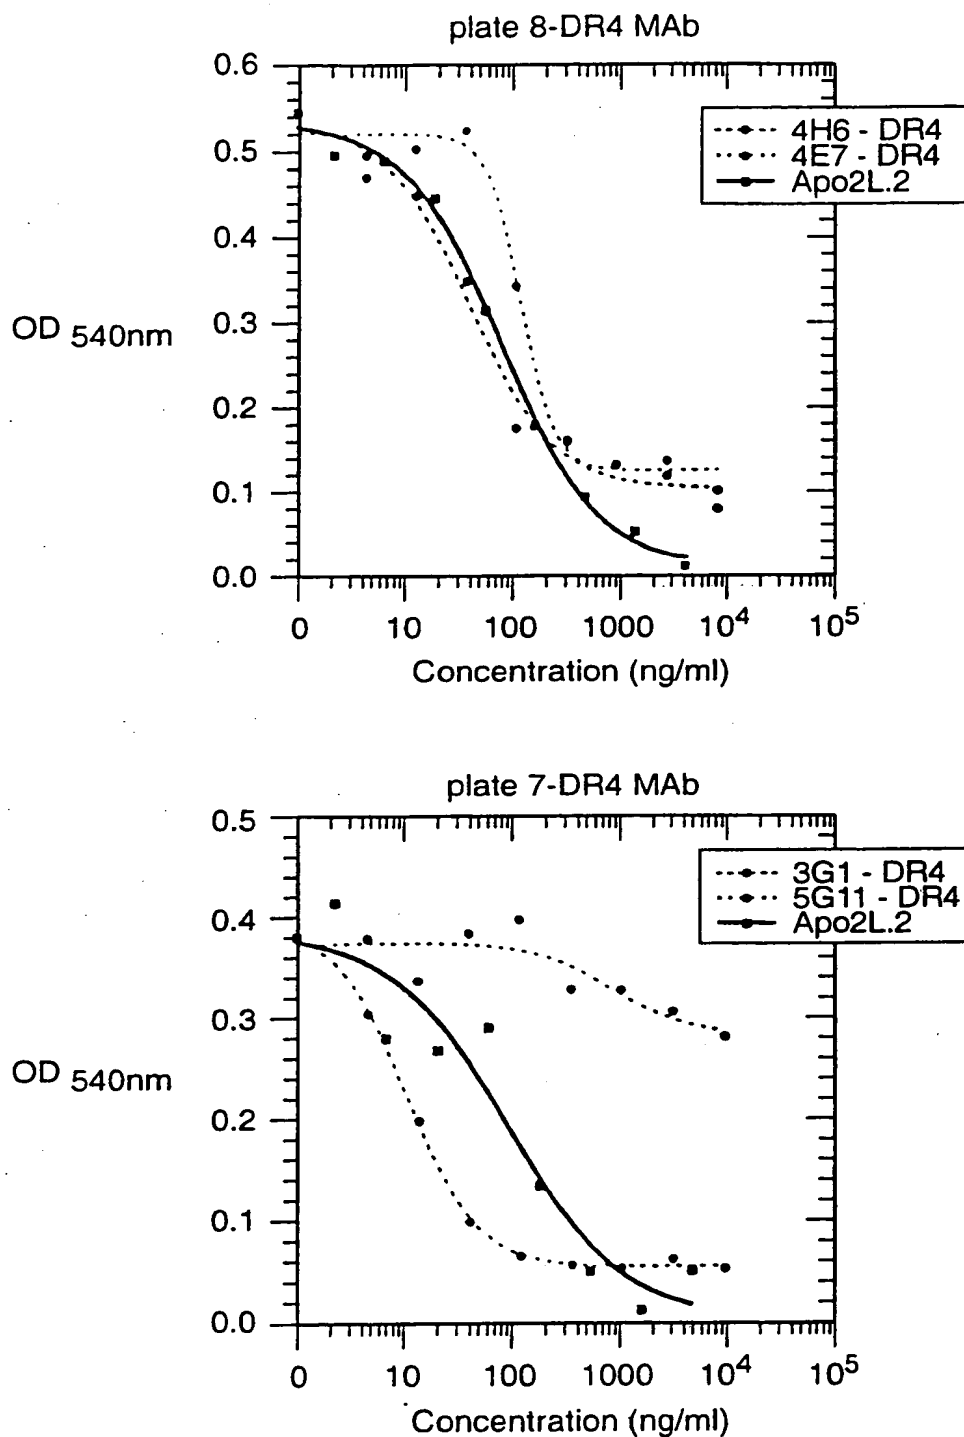 plate 8-DR4 MAb
0.6
0.5
0.4
0.3
0.2
0.1
0.0
OD 540nm
4H6 - DR4
4E7 - DR4
Apo2L.2
0 10 100 1000 10^4 10^5
Concentration (ng/ml)
plate 7-DR4 MAb
0.5
0.4
0.3
0.2
0.1
0.0
OD 540nm
3G1 - DR4
5G11 - DR4
Apo2L.2
0 10 100 1000 10^4 10^5
Concentration (ng/ml)